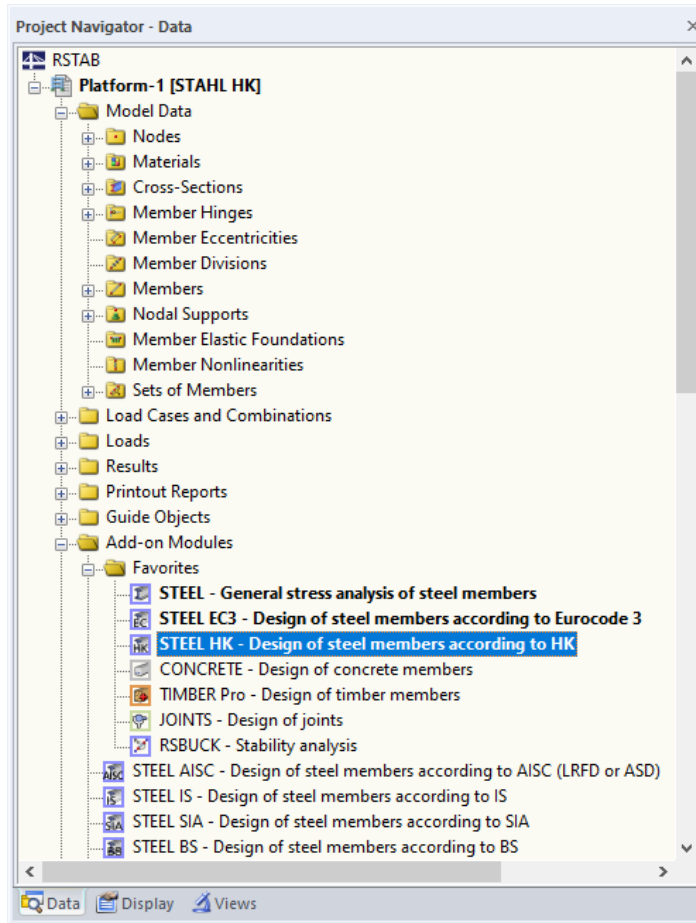 Project Navigator - Data
RSTAB
Platform-1 [STAHL HK]
Model Data
Nodes
Materials
Cross-Sections
Member Hinges
Member Eccentricities
Member Divisions
Members
Nodal Supports
Member Elastic Foundations
Member Nonlinearities
Sets of Members
Load Cases and Combinations
Loads
Results
Printout Reports
Guide Objects
Add-on Modules
Favorites
STEEL - General stress analysis of steel members
EC STEEL EC3 - Design of steel members according to Eurocode 3
HK STEEL HK - Design of steel members according to HK
CONCRETE - Design of concrete members
TIMBER Pro - Design of timber members
JOINTS - Design of joints
RSBUCK - Stability analysis
AISC STEEL AISC - Design of steel members according to AISC (LRFD or ASD)
IS STEEL IS - Design of steel members according to IS
SIA STEEL SIA - Design of steel members according to SIA
BS STEEL BS - Design of steel members according to BS
Data Display Views